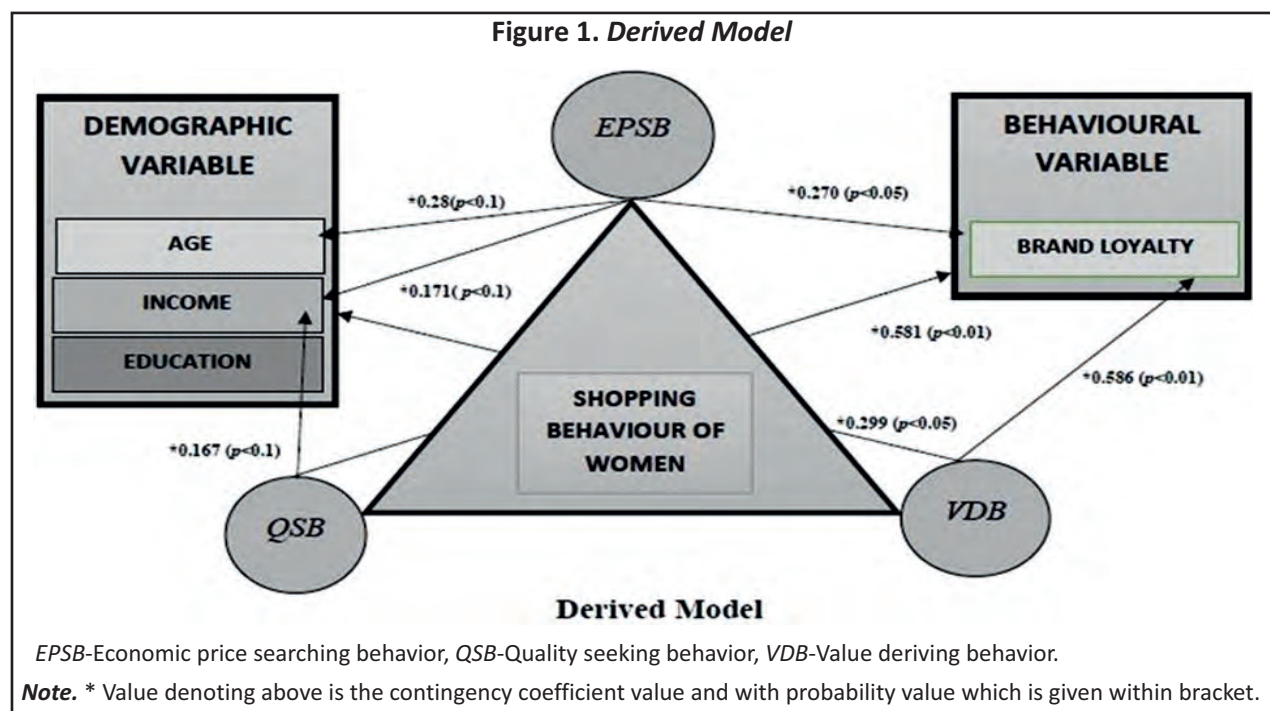 Figure 1. Derived Model
DEMOGRAPHIC
VARIABLE
AGE
INCOME
EDUCATION
EPSB
BEHAVIOURAL
VARIABLE
BRAND LOYALTY
*0.28(p<0.1)
*0.270 (p<0.05)
*0.171( p<0.1)
*0.581 (p<0.01)
*0.586 (p<0.01)
*0.299 (p<0.05)
*0.167 (p<0.1)
SHOPPING
BEHAVIOUR OF
WOMEN
QSB
VDB
Derived Model
EPSB-Economic price searching behavior, QSB-Quality seeking behavior, VDB-Value deriving behavior.
Note. * Value denoting above is the contingency coefficient value and with probability value which is given within bracket.